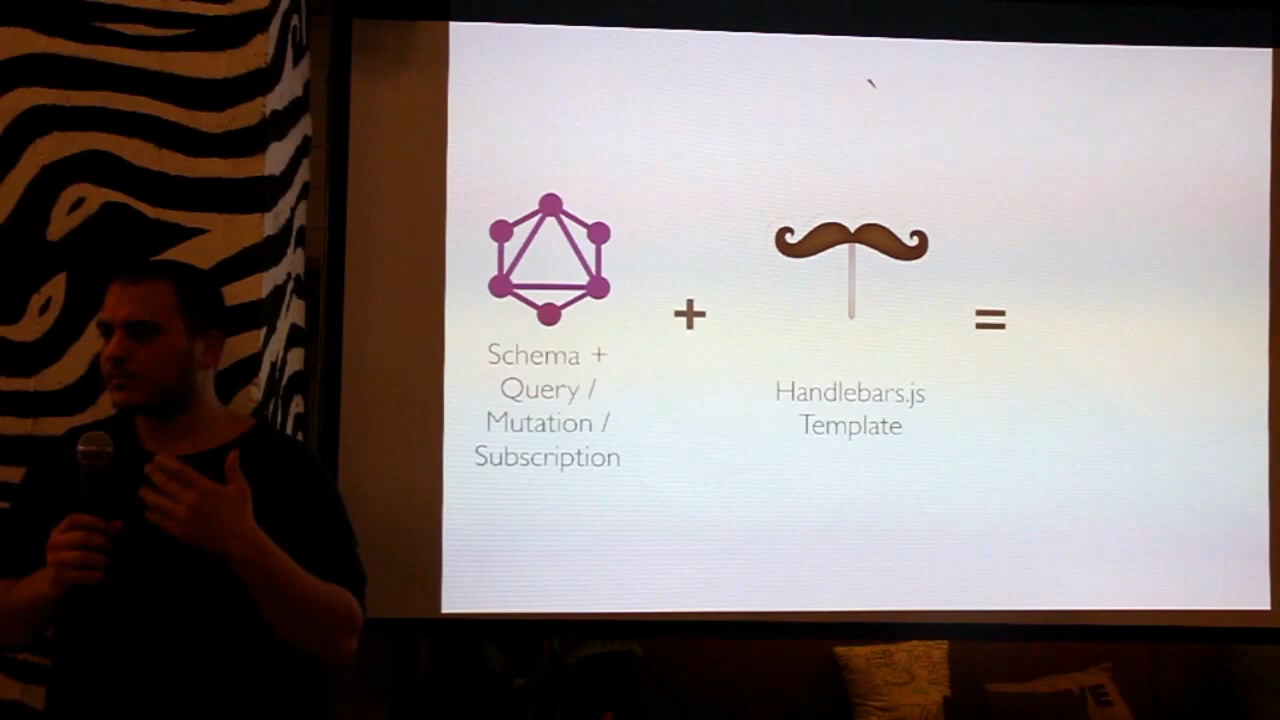 Schema +
Query /
Mutation /
Subscription
+
Handlebars.js
Template
=